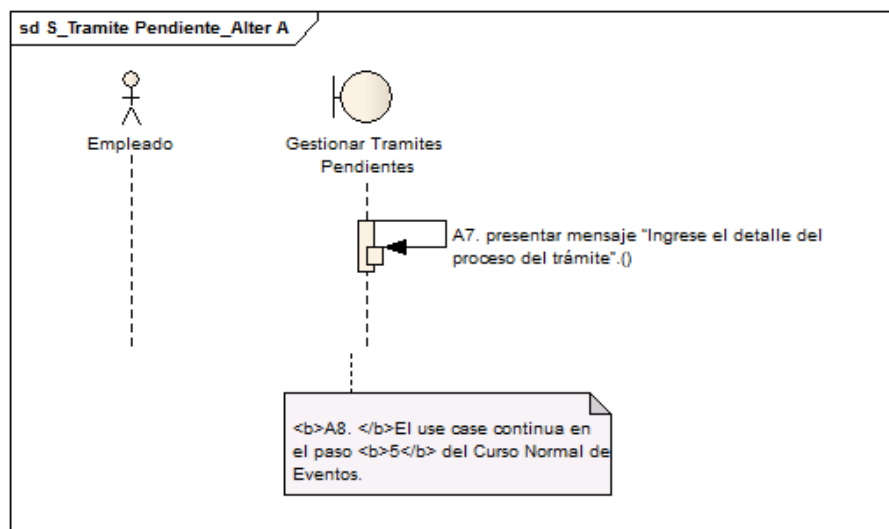 sd S_Tramite Pendiente_Alter A
Empleado
Gestionar Tramites
Pendientes
A7. presentar mensaje "Ingrese el detalle del
proceso del trámite".()
<b>A8. </b>El use case continua en
el paso <b>5</b> del Curso Normal de
Eventos.